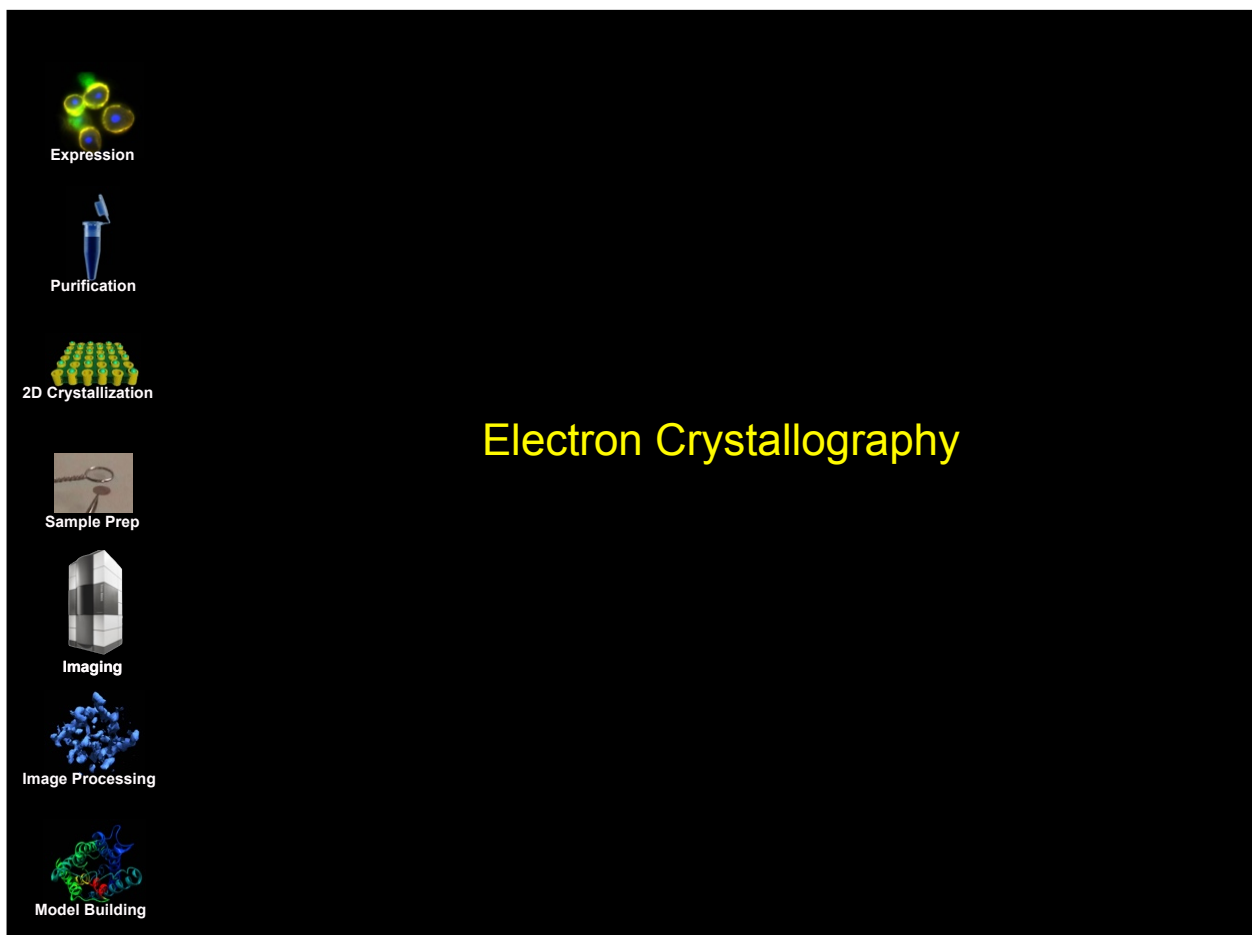 Expression
Purification
2D Crystallization
Electron Crystallography
Sample Prep
Imaging
Image Processing
Model Building